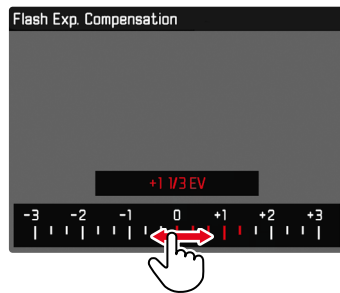 Flash Exp. Compensation
+1 1/3 EV
-3 -2 -1 0 +1 +2 +3